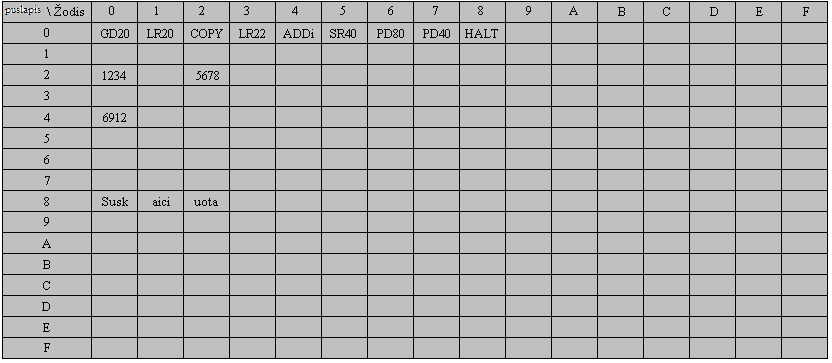 puslapis \ Žodis 0 1 2 3 4 5 6 7 8 9 A B C D E F
0 GD20 LR20 COPY LR22 ADDi SR40 PD80 PD40 HALT
1
2 1234 5678
3
4 6912
5
6
7
8 Susk aici uota
9
A
B
C
D
E
F